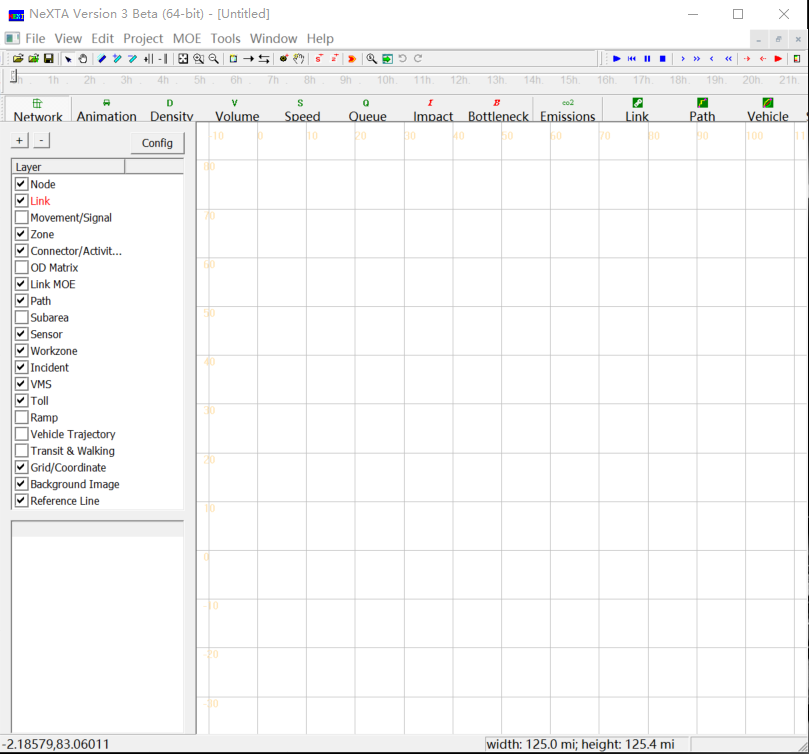 NeXTA Version 3 Beta (64-bit) - [Untitled]
File View Edit Project MOE Tools Window Help
1h 2h 3h 4h 5h 6h 7h 8h 9h 10h 11h 12h 13h 14h 15h 16h 17h 18h 19h 20h 21h
D V S Q I B co2
Network Animation Density Volume Speed Queue Impact Bottleneck Emissions Link Path Vehicle
+ - Config
-10 0 10 20 30 40 50 60 70 80 90 100
Layer
80
Node
Link
70
Movement/Signal
Zone
Connector/Activit...
60
OD Matrix
Link MOE
Path
50
Subarea
Sensor
Workzone
40
Incident
VMS
Toll
30
Ramp
Vehicle Trajectory
Transit & Walking
20
Grid/Coordinate
Background Image
Reference Line
10
0
-10
-20
-30
-2.18579,83.06011
width: 125.0 mi; height: 125.4 mi